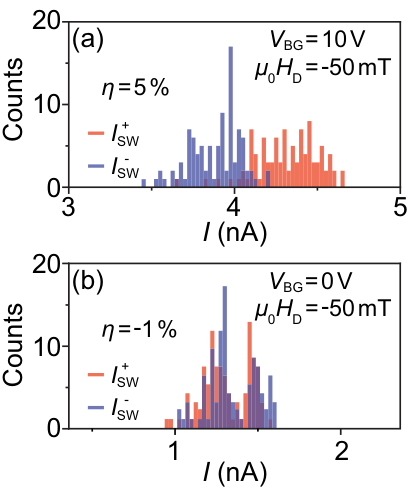 (a)
V_BG = 10 V
μ₀H_D = -50 mT
η = 5 %
I_SW^+
I_SW^-
Counts
20
10
0
3
4
5
I (nA)
(b)
V_BG = 0 V
μ₀H_D = -50 mT
η = -1 %
I_SW^+
I_SW^-
Counts
20
10
0
1
2
I (nA)